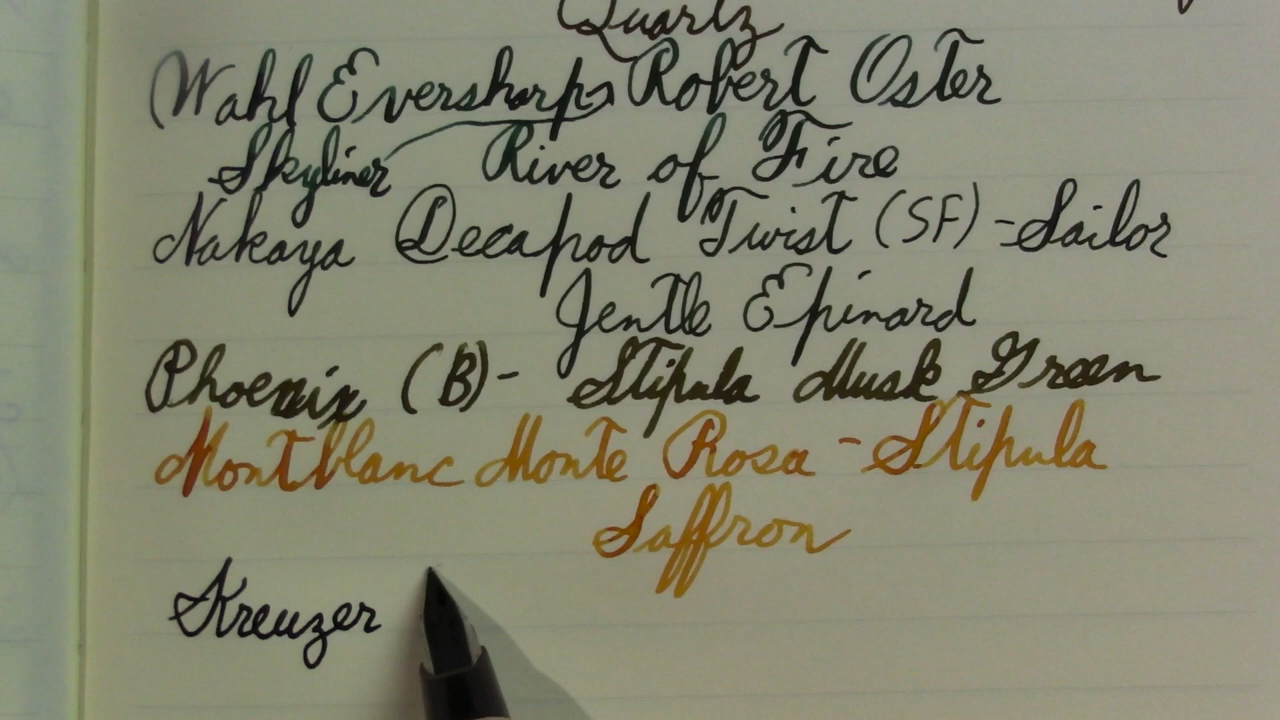 Quartz
Wahl Eversharp Robert Oster
Skyliner River of Fire
Nakaya Decapod Twist (SF) - Sailor
Jentle Epinard
Phoenix (B) - Stipula Musk Green
Montblanc Monte Rosa - Stipula
Saffron
Kreuzer